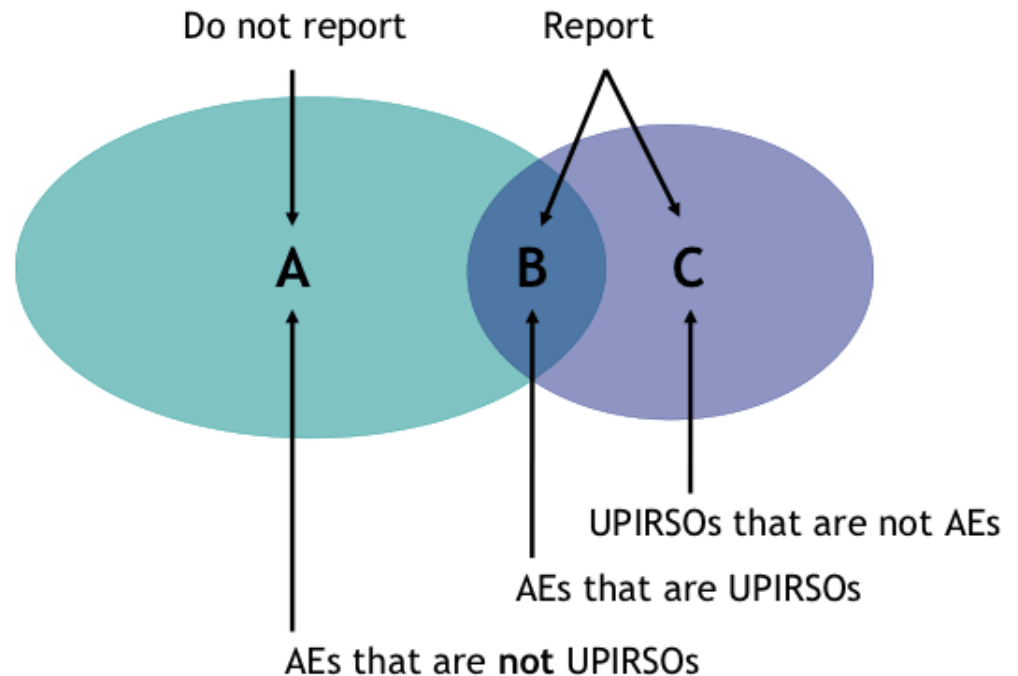 Do not report
Report
A
B
C
UPIRSOs that are not AEs
AEs that are UPIRSOs
AEs that are not UPIRSOs